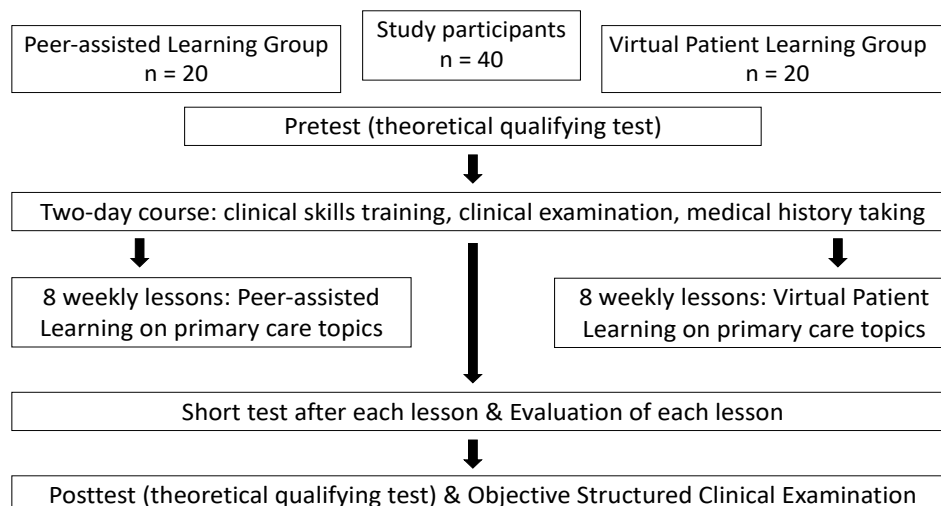 Peer-assisted Learning Group
n = 20
Study participants
n = 40
Virtual Patient Learning Group
n = 20
Pretest (theoretical qualifying test)
Two-day course: clinical skills training, clinical examination, medical history taking
8 weekly lessons: Peer-assisted
Learning on primary care topics
8 weekly lessons: Virtual Patient
Learning on primary care topics
Short test after each lesson & Evaluation of each lesson
Posttest (theoretical qualifying test) & Objective Structured Clinical Examination